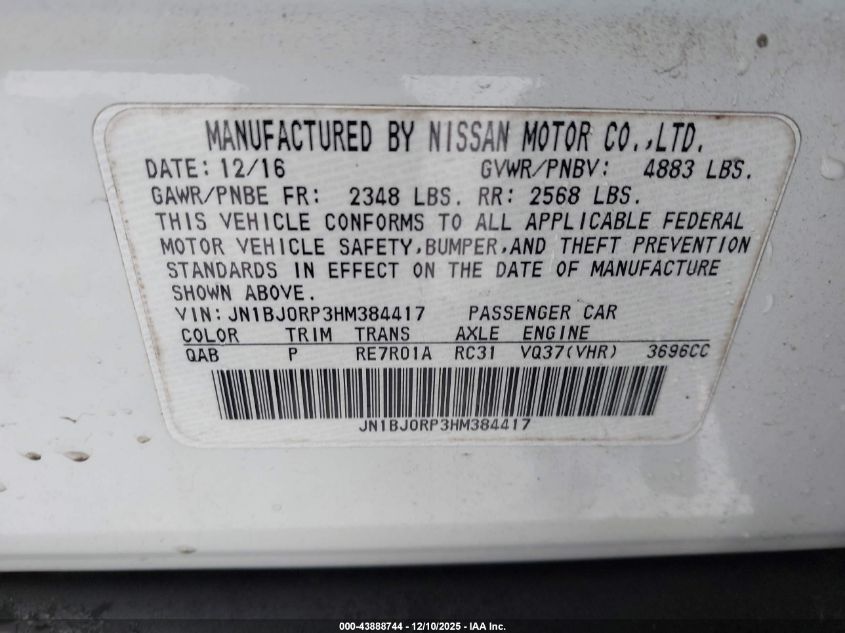 MANUFACTURED BY NISSAN MOTOR CO.,LTD.
DATE: 12/16 GVWR/PNBV: 4883 LBS.
GAWR/PNBE FR: 2348 LBS. RR: 2568 LBS.
THIS VEHICLE CONFORMS TO ALL APPLICABLE FEDERAL
MOTOR VEHICLE SAFETY,BUMPER,AND THEFT PREVENTION
STANDARDS IN EFFECT ON THE DATE OF MANUFACTURE
SHOWN ABOVE.
VIN: JN1BJ0RP3HM384417 PASSENGER CAR
COLOR TRIM TRANS AXLE ENGINE
QAB P RE7R01A RC31 VQ37(VHR) 3696CC
JN1BJ0RP3HM384417
000-43888744 - 12/10/2025 - IAA Inc.